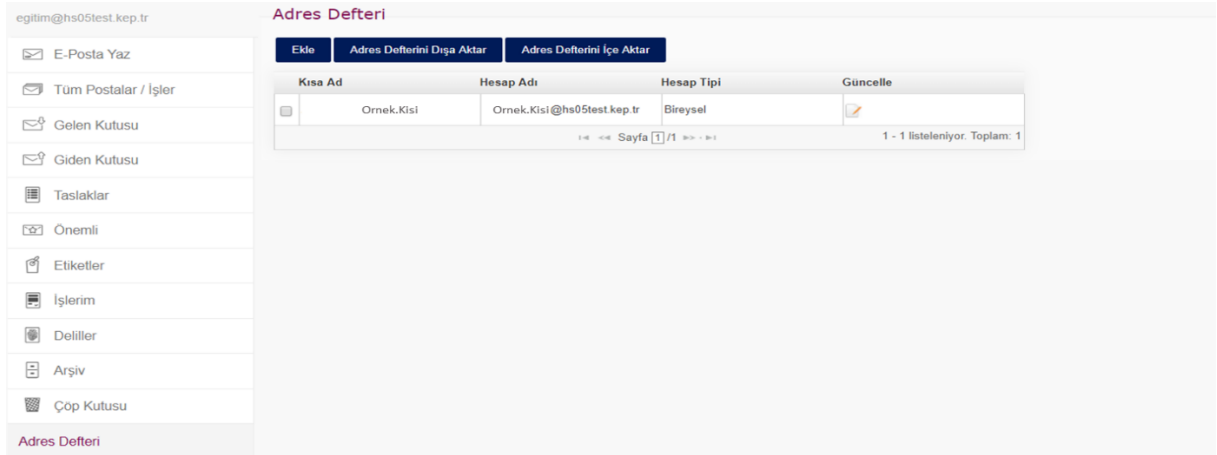 egitim@hs05test.kep.tr
E-Posta Yaz
Tüm Postalar / İşler
Gelen Kutusu
Giden Kutusu
Taslaklar
Önemli
Etiketler
İşlerim
Deliller
Arşiv
Çöp Kutusu
Adres Defteri
Adres Defteri
Ekle Adres Defterini Dışa Aktar Adres Defterini İçe Aktar
Kısa Ad Hesap Adı Hesap Tipi Güncelle
Ornek.Kisi Ornek.Kisi@hs05test.kep.tr Bireysel
Sayfa 1 /1 1 - 1 listeleniyor. Toplam: 1